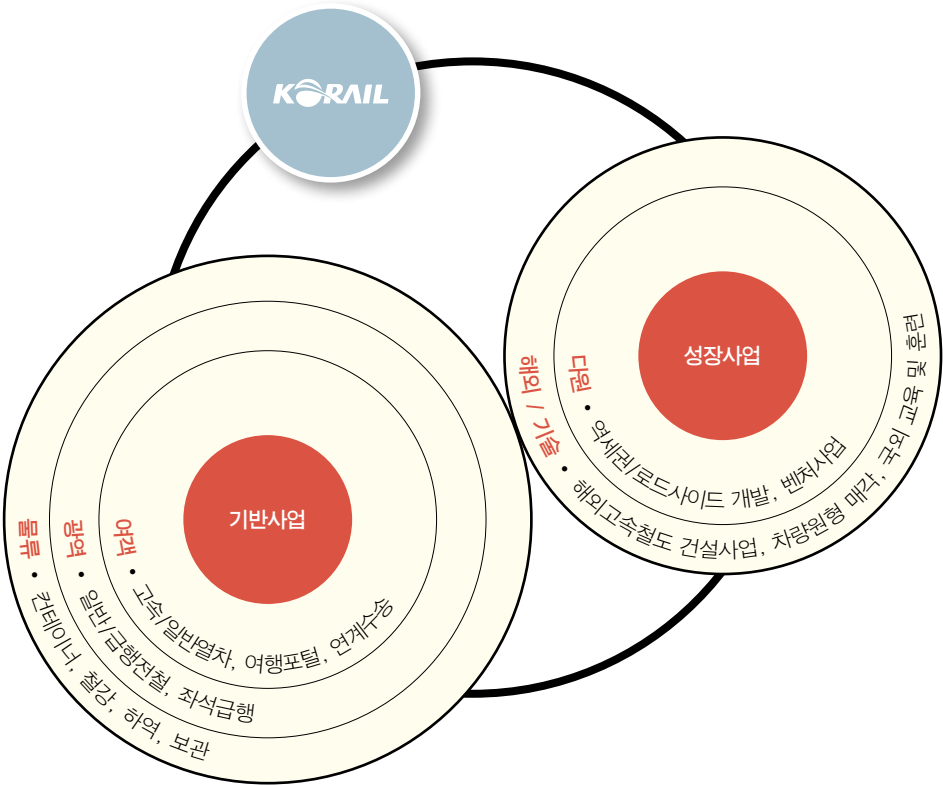 KORAIL
기반사업
여객 • 고속/일반열차, 여행포털, 연계수송
광역 • 일반/급행전철, 좌석급행
물류 • 컨테이너, 철강, 하역, 보관
성장사업
다원 • 역세권/로드사이드 개발, 벤처사업
해외 / 기술 • 해외고속철도 건설사업, 차량원형 매각, 국외 교육 및 훈련